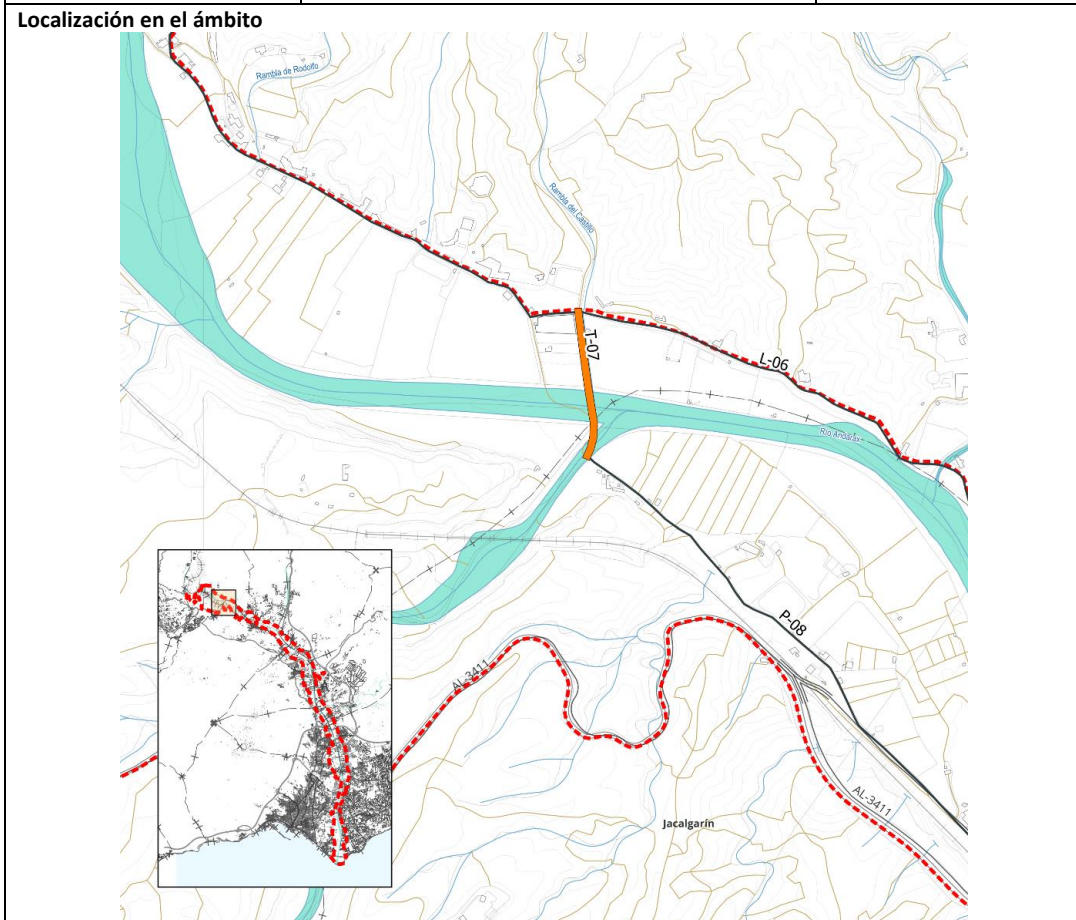 Localización en el ámbito
Rambla de Rodolfo
Rambla del Castillo
T-07
L-06
Río Andarax
P-08
AL-3411
AL-3411
Jacalgarín